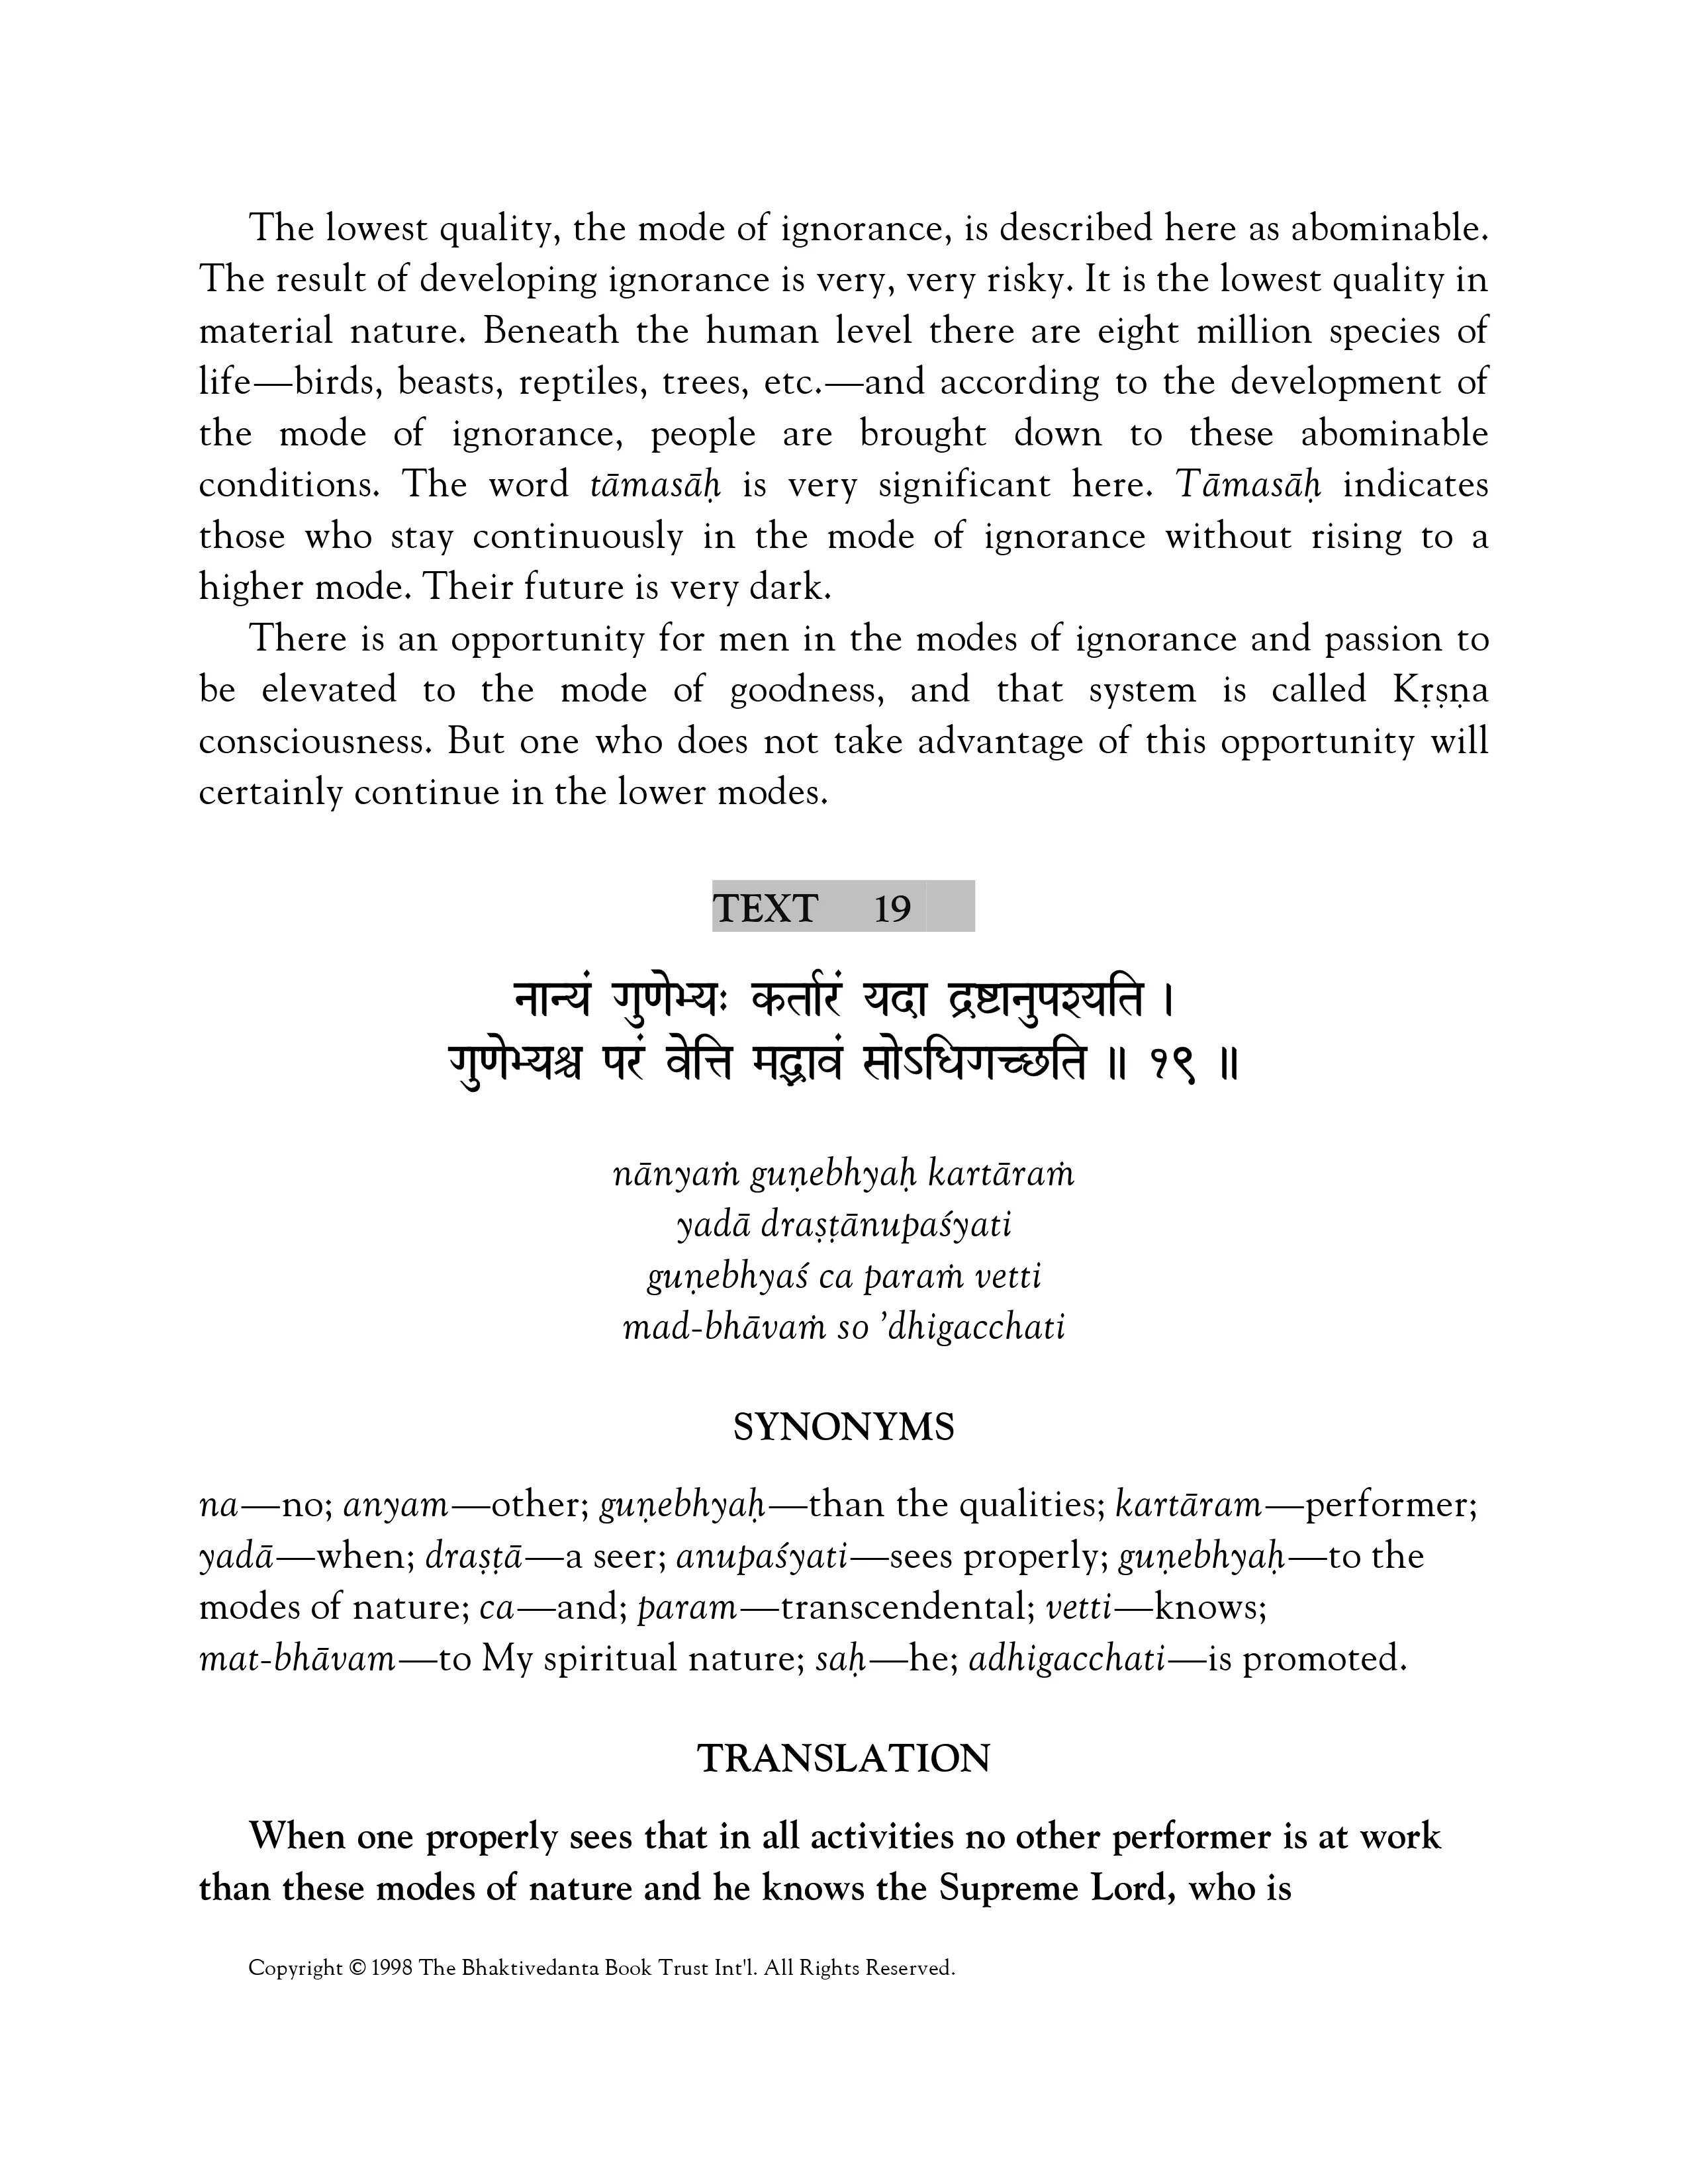 The lowest quality, the mode of ignorance, is described here as abominable.
The result of developing ignorance is very, very risky. It is the lowest quality in
material nature. Beneath the human level there are eight million species of
life—birds, beasts, reptiles, trees, etc.—and according to the development of
the mode of ignorance, people are brought down to these abominable
conditions. The word tāmasāḥ is very significant here. Tāmasāḥ indicates
those who stay continuously in the mode of ignorance without rising to a
higher mode. Their future is very dark.
There is an opportunity for men in the modes of ignorance and passion to
be elevated to the mode of goodness, and that system is called Kṛṣṇa
consciousness. But one who does not take advantage of this opportunity will
certainly continue in the lower modes.
TEXT 19
नान्यं गुणेभ्यः कर्तारं यदा द्रष्टानुपश्यति ।
गुणेभ्यश्च परं वेत्ति मद्भावं सोऽधिगच्छति ॥ १९ ॥
nānyaṁ guṇebhyaḥ kartāraṁ
yadā draṣṭānupaśyati
guṇebhyaś ca paraṁ vetti
mad-bhāvaṁ so ’dhigacchati
SYNONYMS
na—no; anyam—other; guṇebhyaḥ—than the qualities; kartāram—performer;
yadā—when; draṣṭā—a seer; anupaśyati—sees properly; guṇebhyaḥ—to the
modes of nature; ca—and; param—transcendental; vetti—knows;
mat-bhāvam—to My spiritual nature; saḥ—he; adhigacchati—is promoted.
TRANSLATION
When one properly sees that in all activities no other performer is at work
than these modes of nature and he knows the Supreme Lord, who is
Copyright © 1998 The Bhaktivedanta Book Trust Int'l. All Rights Reserved.